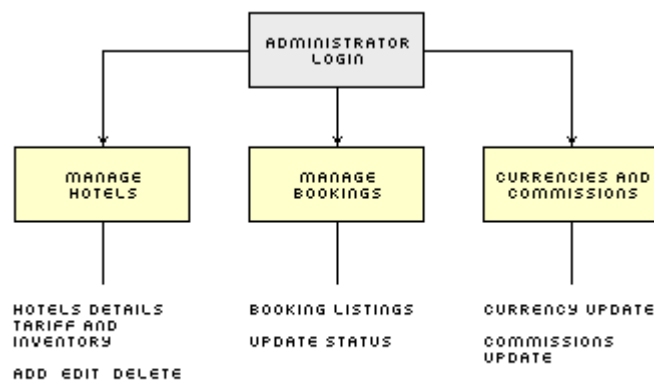 ADMINISTRATOR
LOGIN
MANAGE
HOTELS
MANAGE
BOOKINGS
CURRENCIES AND
COMMISSIONS
HOTELS DETAILS
TARIFF AND
INVENTORY
ADD EDIT DELETE
BOOKING LISTINGS
UPDATE STATUS
CURRENCY UPDATE
COMMISSIONS
UPDATE